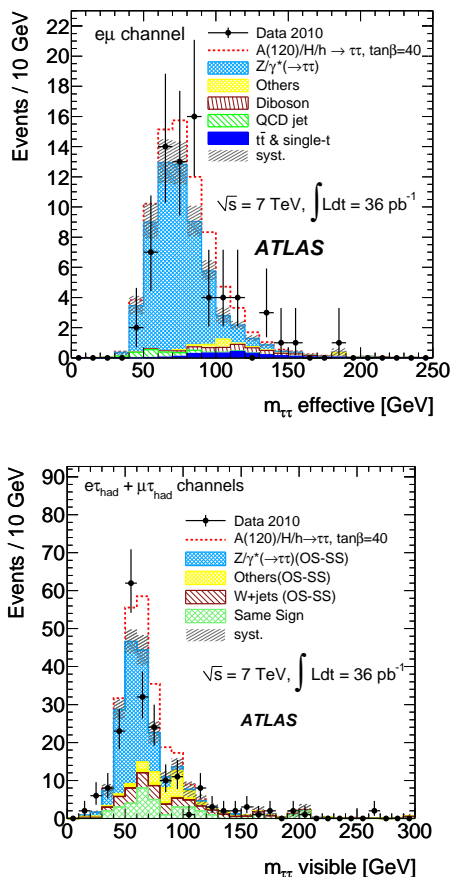 Events / 10 GeV
22
20
18
16
14
12
10
8
6
4
2
0
eμ channel
Data 2010
A(120)/H/h → ττ, tanβ=40
Z/γ*(→ττ)
Others
Diboson
QCD jet
tt̄ & single-t
syst.
√s = 7 TeV, ∫Ldt = 36 pb⁻¹
ATLAS
0 50 100 150 200 250
m_ττ effective [GeV]
Events / 10 GeV
90
80
70
60
50
40
30
20
10
0
eτ_had + μτ_had channels
Data 2010
A(120)/H/h→ττ, tanβ=40
Z/γ*(→ττ)(OS-SS)
Others(OS-SS)
W+jets (OS-SS)
Same Sign
syst.
√s = 7 TeV, ∫ Ldt = 36 pb⁻¹
ATLAS
0 50 100 150 200 250 300
m_ττ visible [GeV]